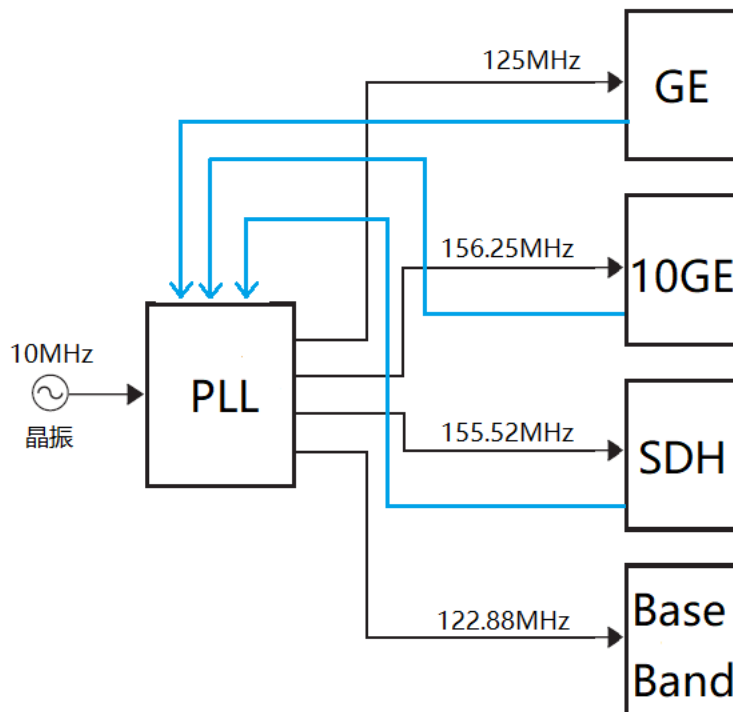 125MHz
GE
156.25MHz
10GE
10MHz
PLL
晶振
155.52MHz
SDH
122.88MHz
Base
Band